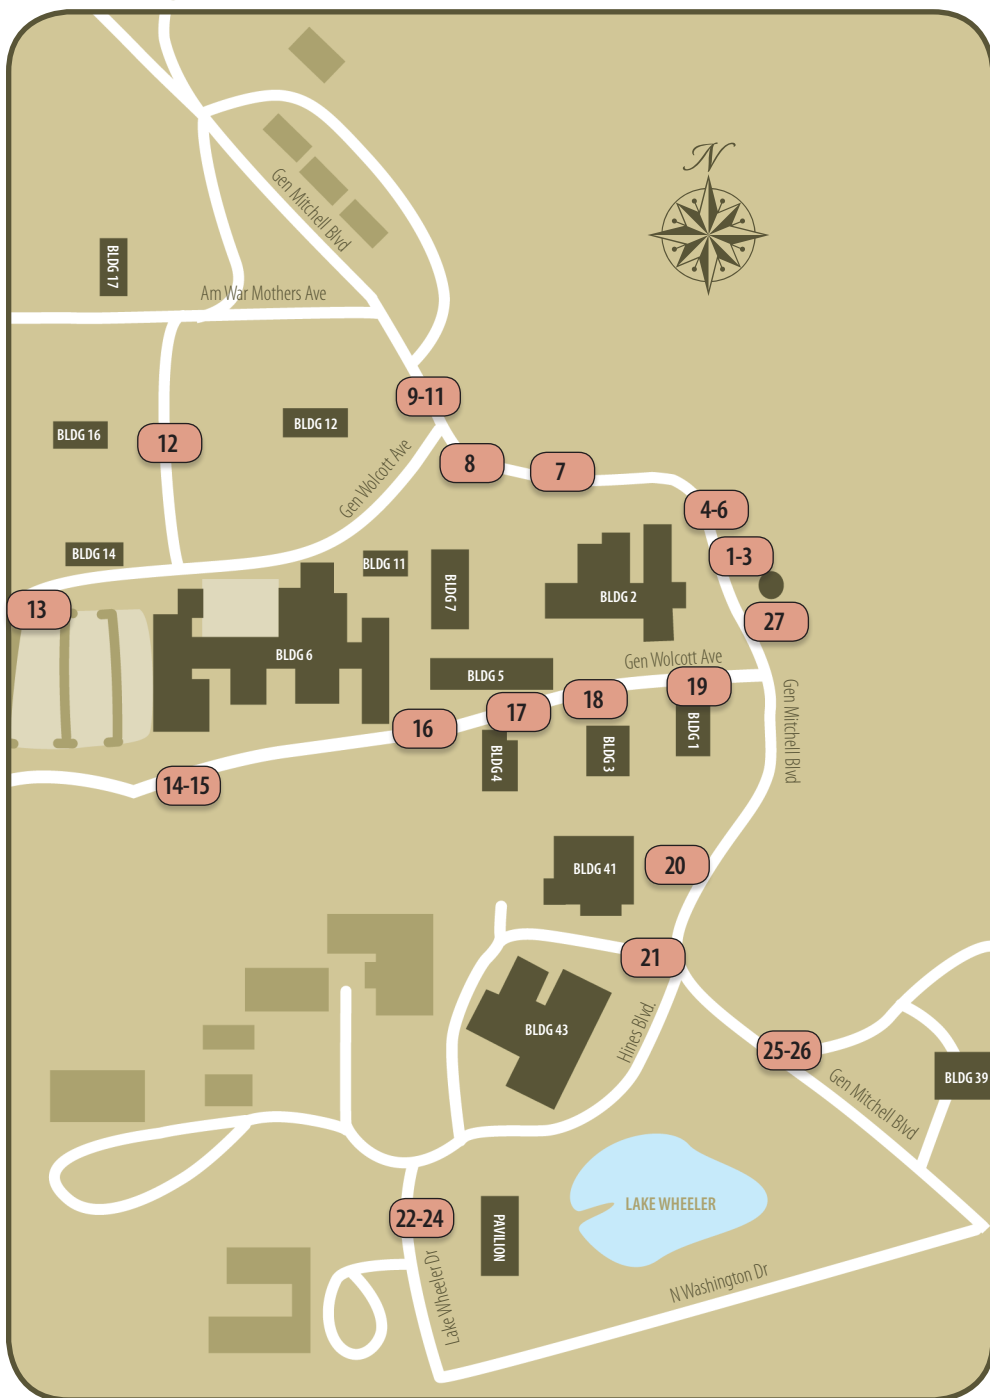 N
Gen Mitchell Blvd
BLDG 17
Am War Mothers Ave
9-11
BLDG 12
BLDG 16
12
Gen Wolcott Ave
8
7
4-6
1-3
BLDG 14
BLDG 11
BLDG 7
BLDG 2
13
27
BLDG 6
Gen Wolcott Ave
BLDG 5
19
18
17
16
BLDG 1
Gen Mitchell Blvd
BLDG 4
BLDG 3
14-15
BLDG 41
20
21
BLDG 43
Hines Blvd.
25-26
Gen Mitchell Blvd
BLDG 39
22-24
PAVILION
LAKE WHEELER
Lake Wheeler Dr
N Washington Dr